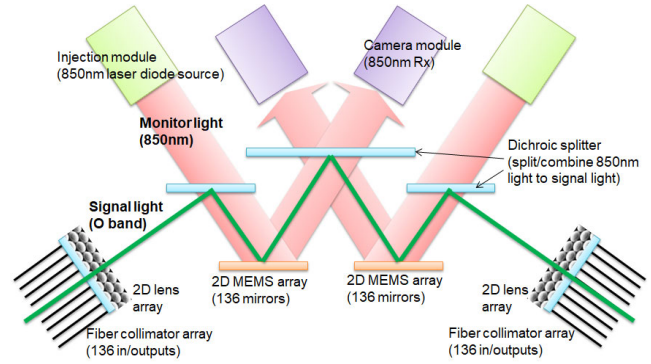 Injection module
(850nm laser diode source)
Camera module
(850nm Rx)
Monitor light
(850nm)
Dichroic splitter
(split/combine 850nm
light to signal light)
Signal light
(O band)
2D lens
array
2D MEMS array
(136 mirrors)
2D MEMS array
(136 mirrors)
2D lens
array
Fiber collimator array
(136 in/outputs)
Fiber collimator array
(136 in/outputs)